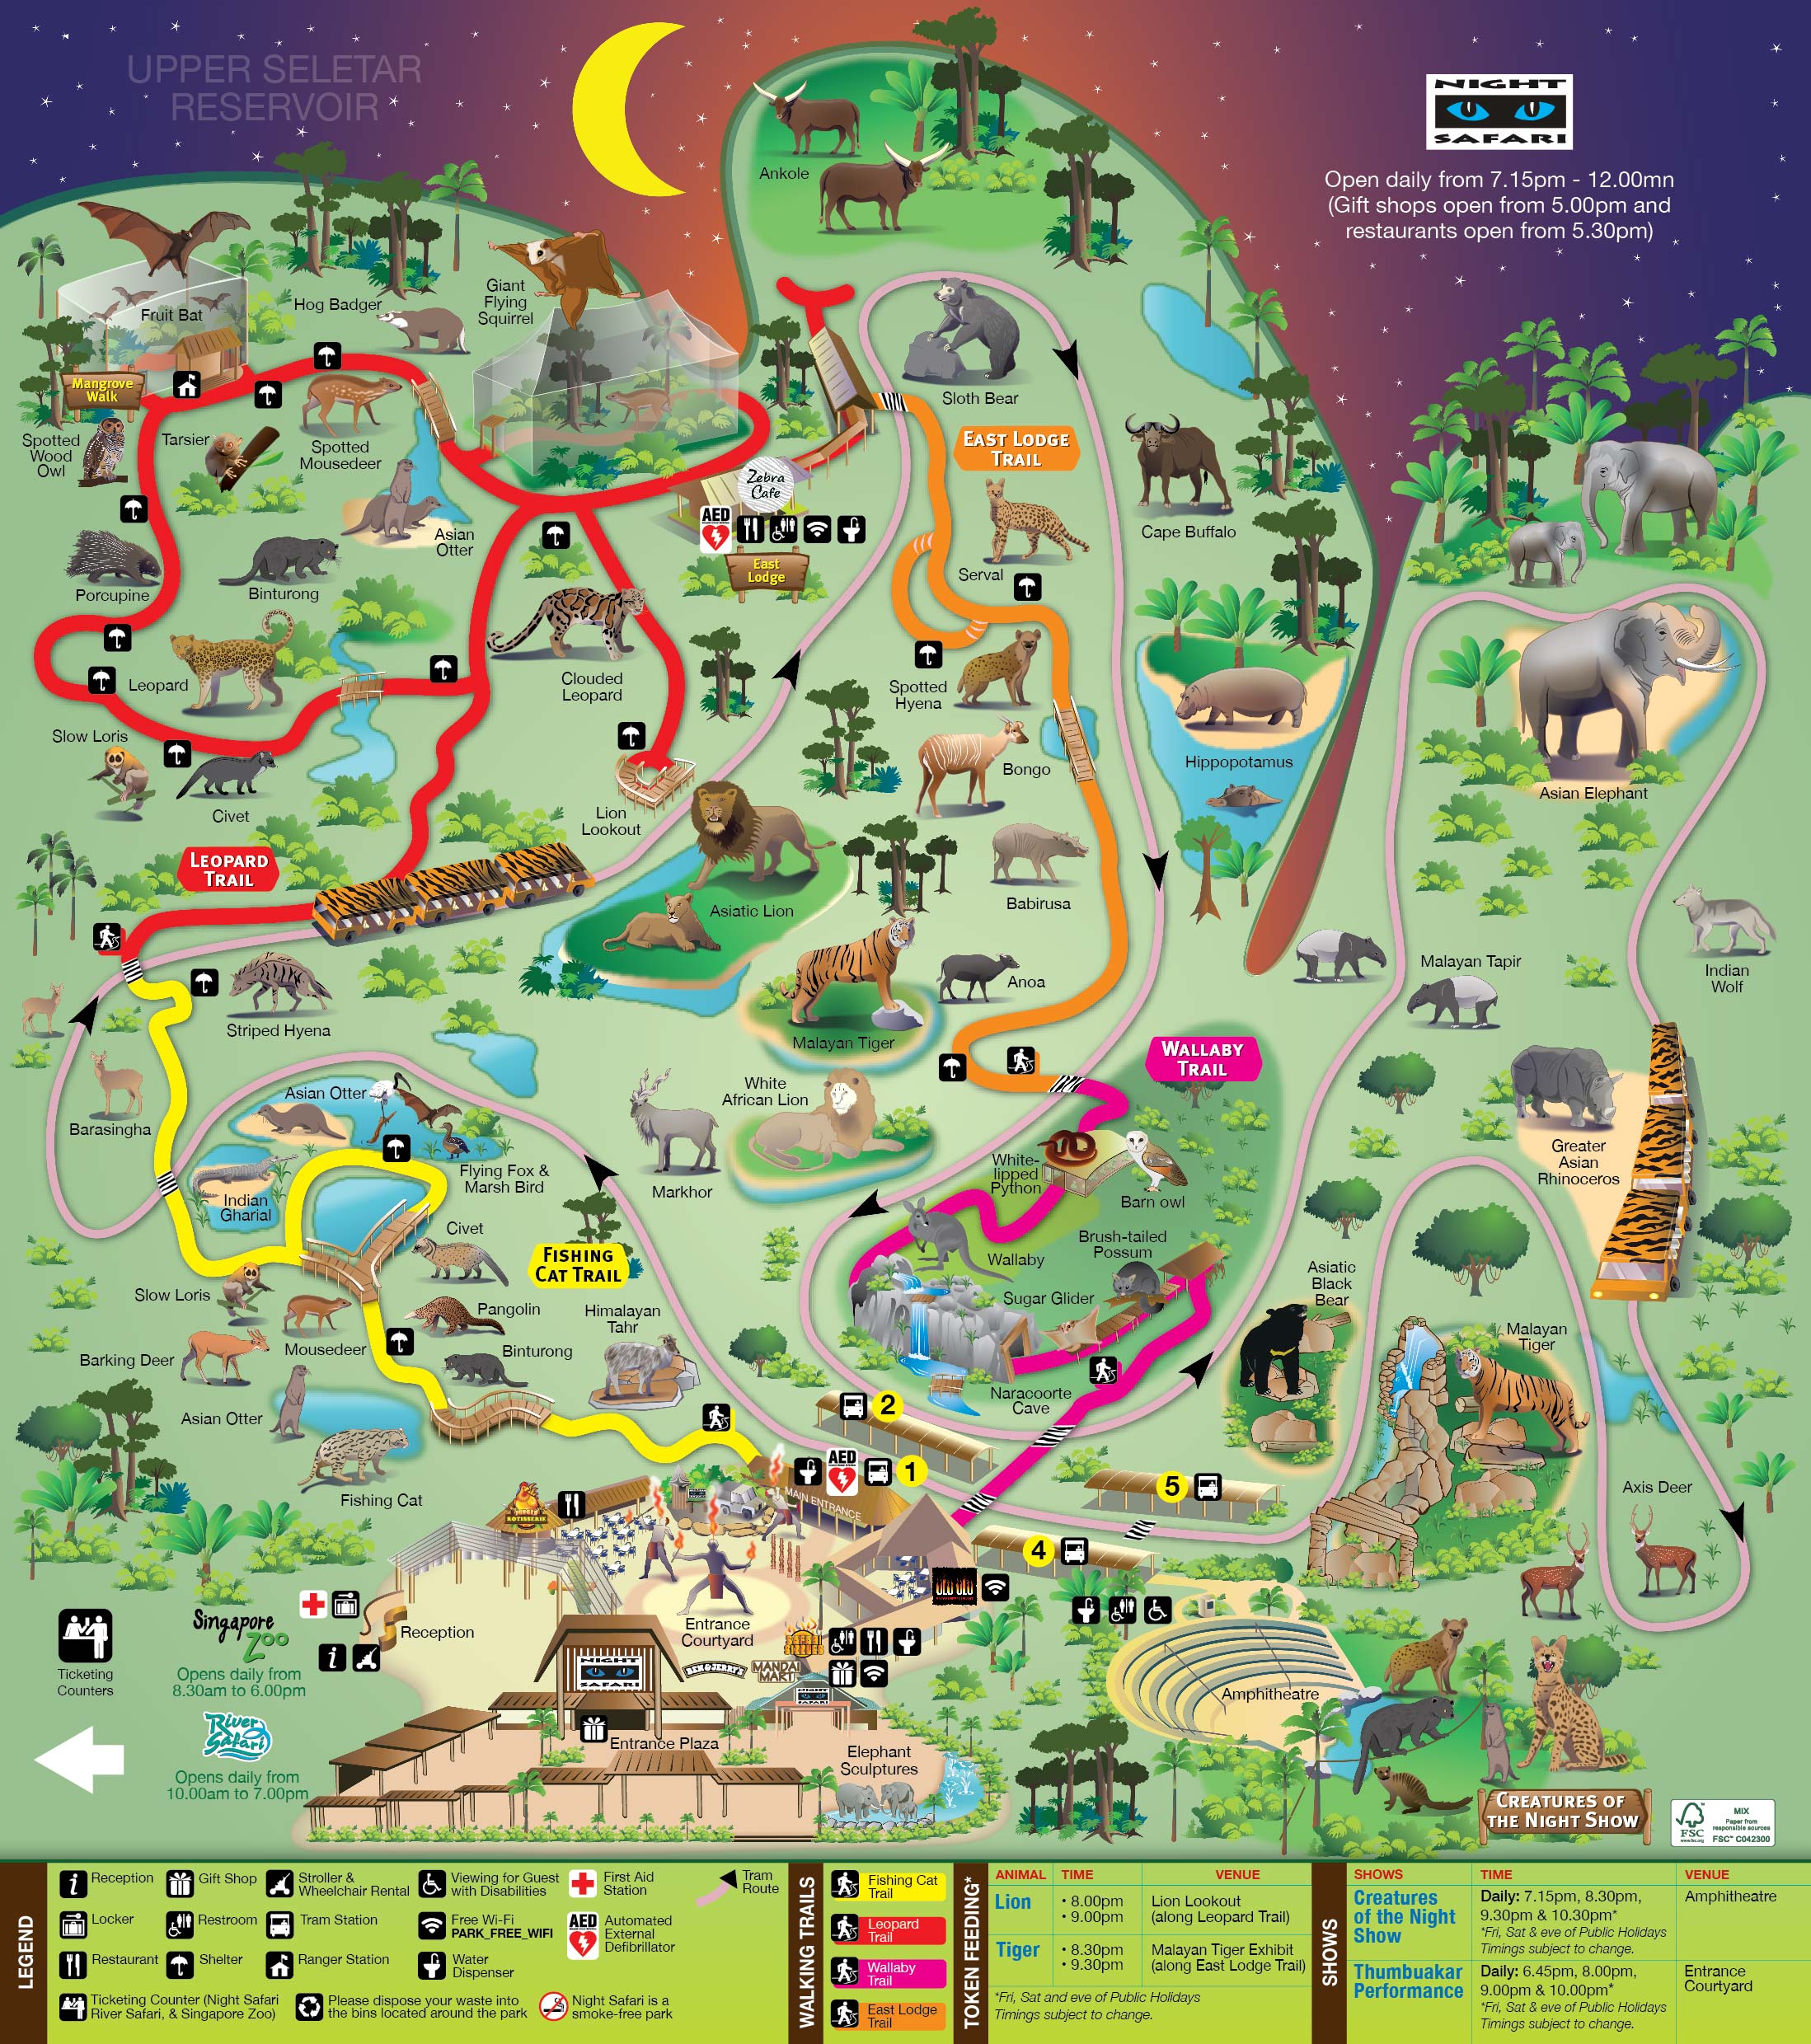 UPPER SELETAR
RESERVOIR
NIGHT
SAFARI
Open daily from 7.15pm - 12.00mn
(Gift shops open from 5.00pm and
restaurants open from 5.30pm)
Ankole
Fruit Bat
Hog Badger
Giant
Flying
Squirrel
Mangrove
Walk
Spotted
Wood
Owl
Tarsier
Spotted
Mousedeer
Sloth Bear
EAST LODGE
TRAIL
Zebra
Cafe
AED
East
Lodge
Asian
Otter
Serval
Cape Buffalo
Porcupine
Binturong
Leopard
Clouded
Leopard
Spotted
Hyena
Slow Loris
Civet
Lion
Lookout
Bongo
Hippopotamus
Asian Elephant
LEOPARD
TRAIL
Asiatic Lion
Babirusa
Malayan Tapir
Indian
Wolf
Striped Hyena
Anoa
Malayan Tiger
WALLABY
TRAIL
Barasingha
Asian Otter
White
African Lion
Markhor
Flying Fox &
Marsh Bird
Indian
Gharial
White-
lipped
Python
Barn owl
Greater
Asian
Rhinoceros
Civet
FISHING
CAT TRAIL
Wallaby
Brush-tailed
Possum
Sugar Glider
Asiatic
Black
Bear
Slow Loris
Pangolin
Himalayan
Tahr
Mousedeer
Barking Deer
Binturong
Malayan
Tiger
Asian Otter
Naracoorte
Cave
2
Fishing Cat
AED
1
MAIN ENTRANCE
5
4
Axis Deer
ROTISSERIE
ULU ULU
Ticketing
Counters
Singapore
Zoo
Opens daily from
8.30am to 6.00pm
Reception
Entrance
Courtyard
BEN & JERRY'S
MANDAI
MART
NIGHT
SAFARI
NIGHT
SAFARI
Amphitheatre
River
Safari
Opens daily from
10.00am to 7.00pm
Entrance Plaza
Elephant
Sculptures
CREATURES OF
THE NIGHT SHOW
FSC
www.fsc.org
MIX
Paper from
responsible sources
FSC™ C042300
LEGEND
Reception
Gift Shop
Stroller &
Wheelchair Rental
Viewing for Guest
with Disabilities
First Aid
Station
Tram
Route
Locker
Restroom
Tram Station
Free Wi-Fi
PARK_FREE_WIFI
AED
Automated
External
Defibrillator
Restaurant
Shelter
Ranger Station
Water
Dispenser
Ticketing Counter (Night Safari
River Safari, & Singapore Zoo)
Please dispose your waste into
the bins located around the park
Night Safari is a
smoke-free park
WALKING TRAILS
Fishing Cat
Trail
Leopard
Trail
Wallaby
Trail
East Lodge
Trail
TOKEN FEEDING*
ANIMAL TIME VENUE
Lion
• 8.00pm
• 9.00pm
Lion Lookout
(along Leopard Trail)
Tiger
• 8.30pm
• 9.30pm
Malayan Tiger Exhibit
(along East Lodge Trail)
*Fri, Sat and eve of Public Holidays
Timings subject to change.
SHOWS
SHOWS TIME VENUE
Creatures
of the Night
Show
Daily: 7.15pm, 8.30pm,
9.30pm & 10.30pm*
*Fri, Sat & eve of Public Holidays
Timings subject to change.
Amphitheatre
Thumbuakar
Performance
Daily: 6.45pm, 8.00pm,
9.00pm & 10.00pm*
*Fri, Sat & eve of Public Holidays
Timings subject to change.
Entrance
Courtyard